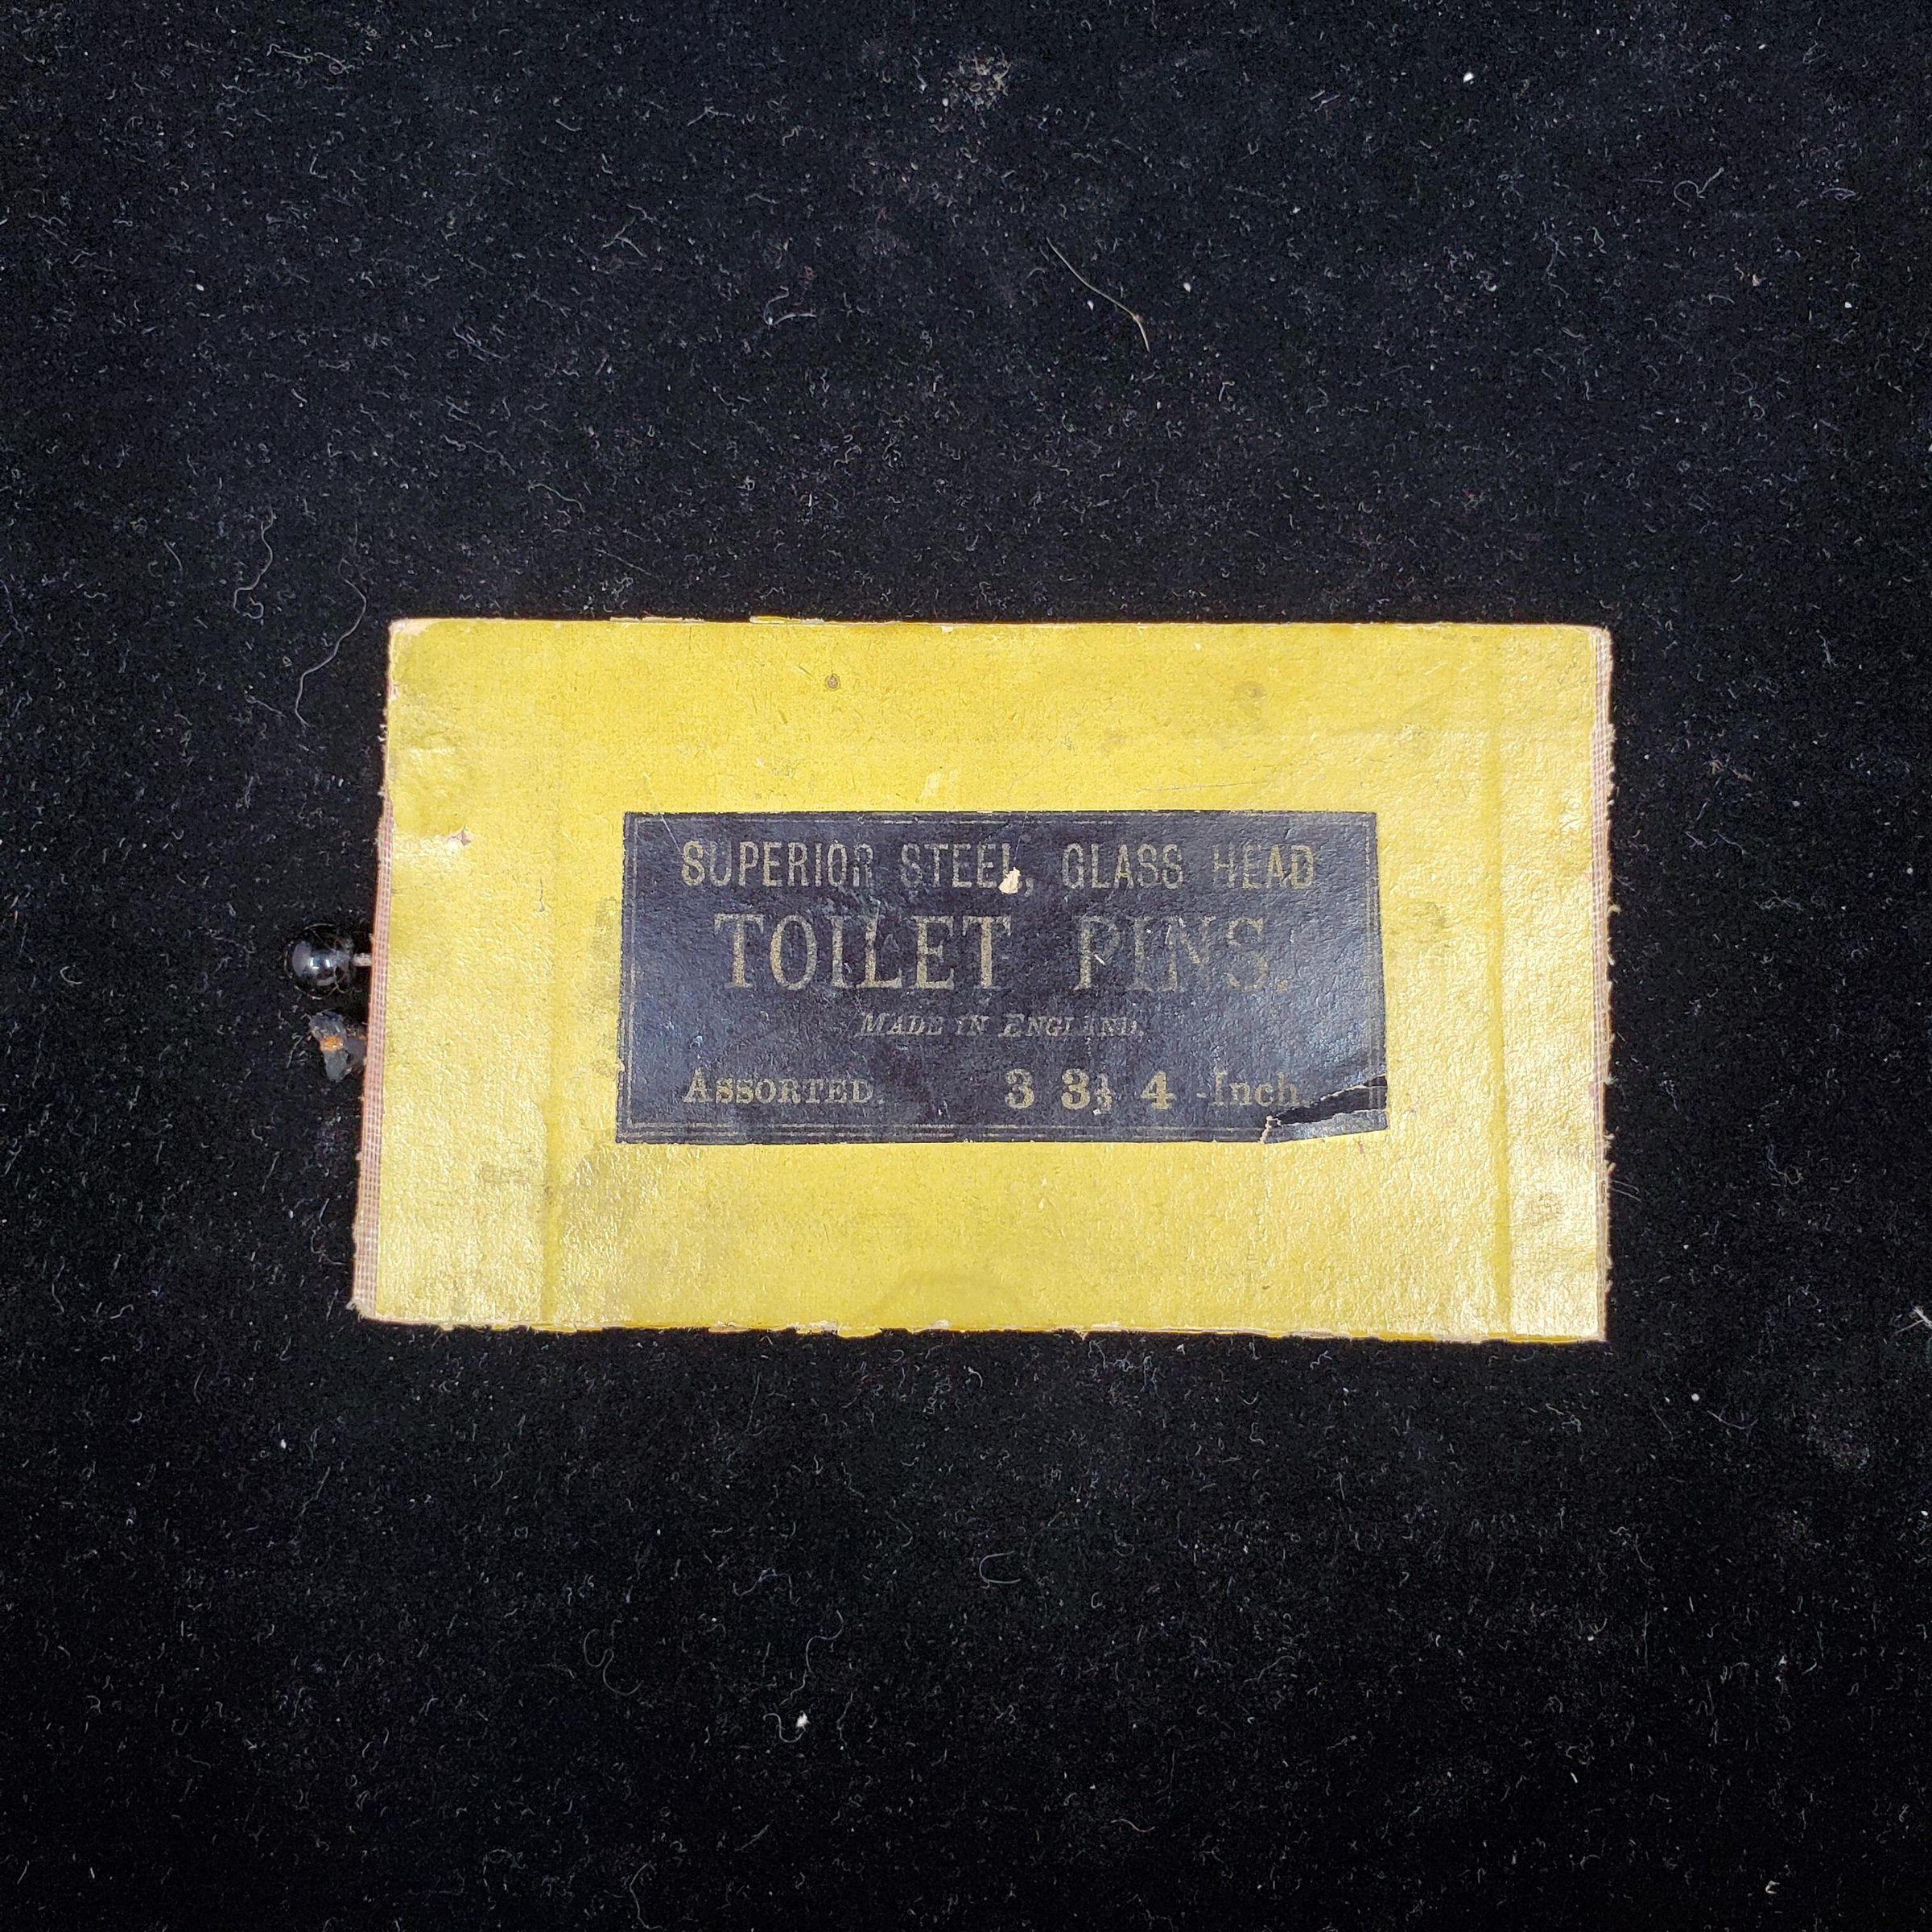 SUPERIOR STEEL, GLASS HEAD
TOILET PINS.
MADE IN ENGLAND.
ASSORTED. 3 3½ 4 -Inch.